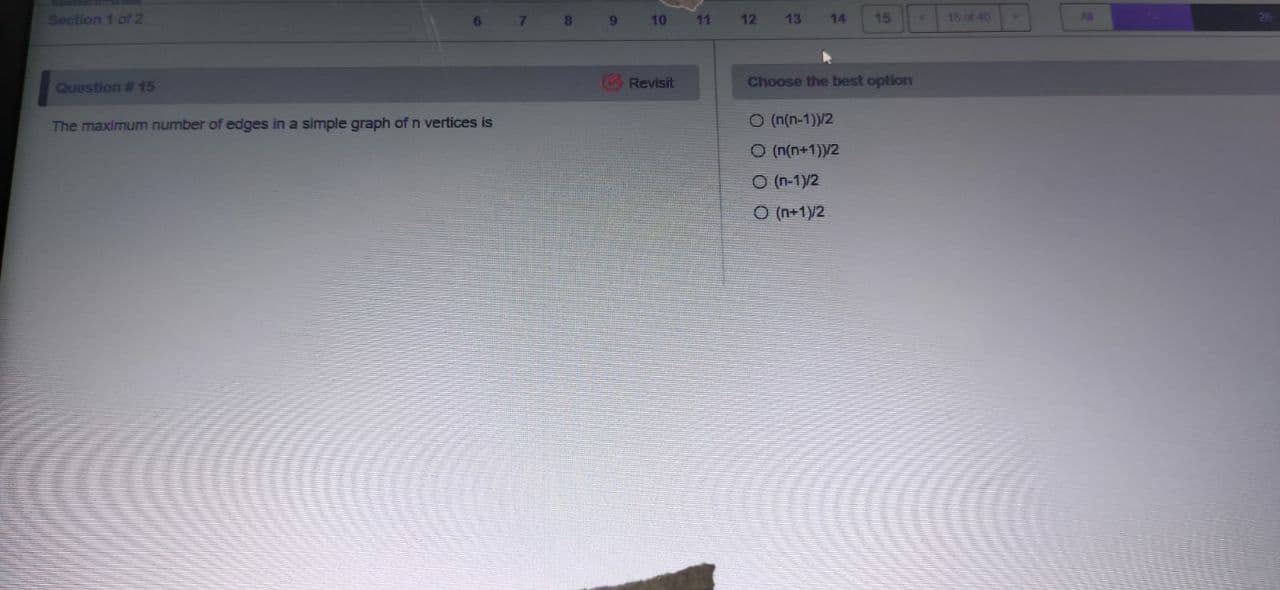 Section 1 of 2
6 7 8 9 10 11 12 13 14 15 15 of 40 All
26
Question # 15
Revisit
The maximum number of edges in a simple graph of n vertices is
Choose the best option
(n(n-1))/2
(n(n+1))/2
(n-1)/2
(n+1)/2